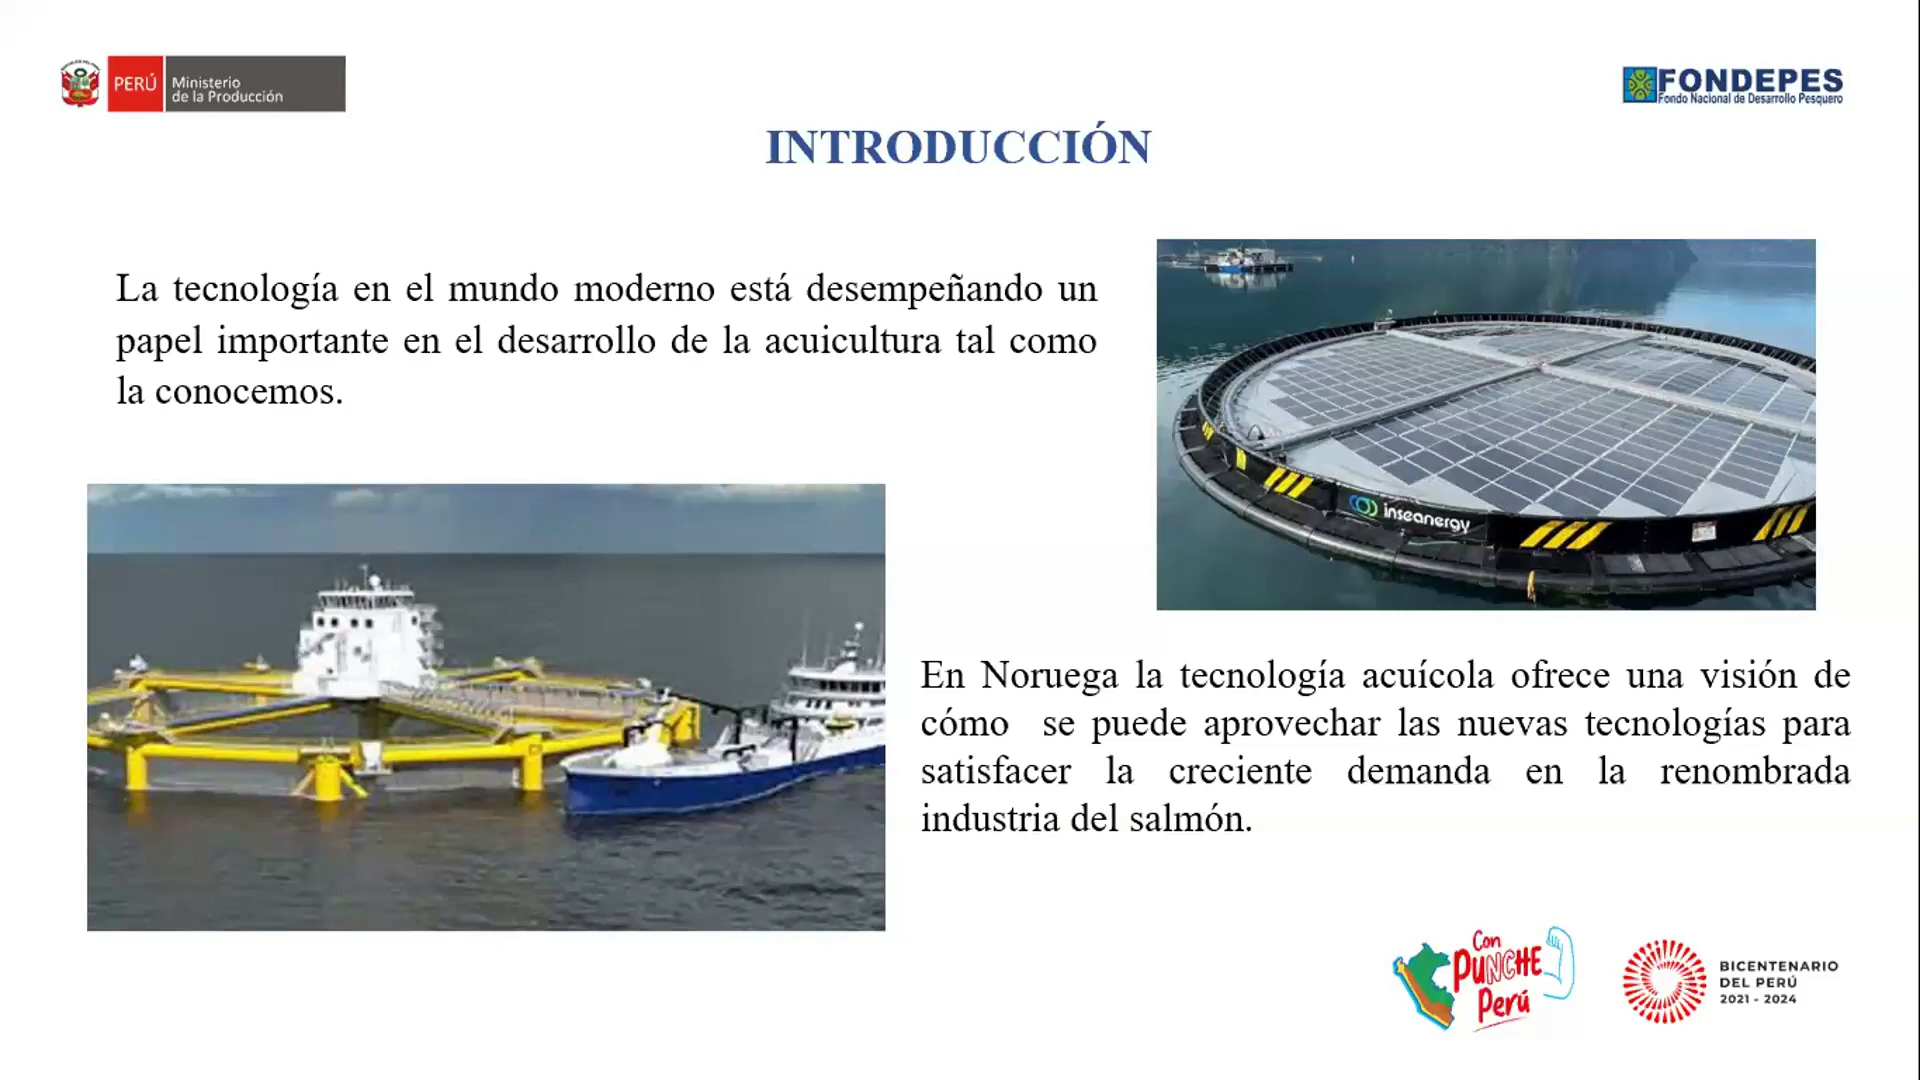 PERÚ
Ministerio
de la Producción
FONDEPES
Fondo Nacional de Desarrollo Pesquero
INTRODUCCIÓN
La tecnología en el mundo moderno está desempeñando un
papel importante en el desarrollo de la acuicultura tal como
la conocemos.
inseanergy
En Noruega la tecnología acuícola ofrece una visión de
cómo se puede aprovechar las nuevas tecnologías para
satisfacer la creciente demanda en la renombrada
industria del salmón.
Con
PUNCHE
Perú
BICENTENARIO
DEL PERÚ
2021 - 2024